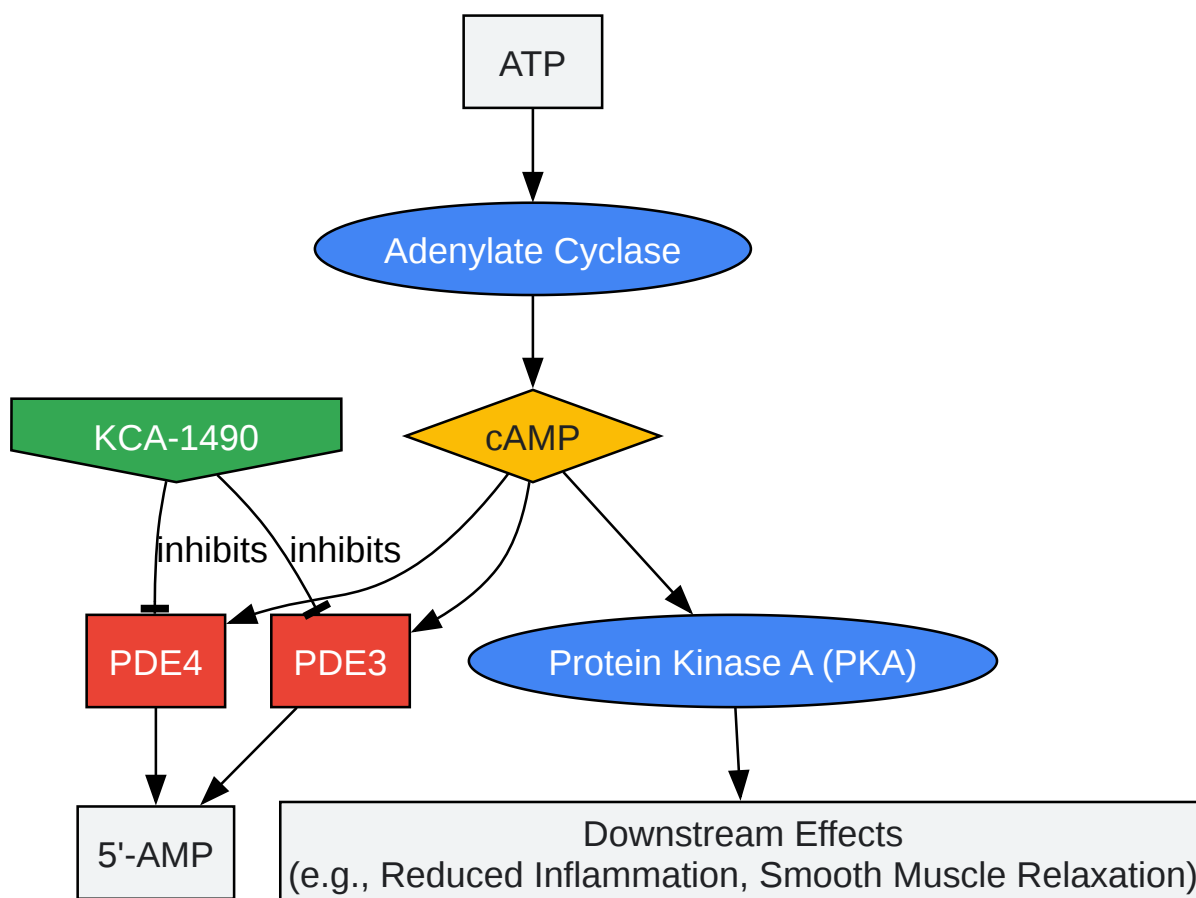 ATP
Adenylate Cyclase
KCA-1490
cAMP
inhibits
inhibits
PDE4
PDE3
Protein Kinase A (PKA)
5'-AMP
Downstream Effects
(e.g., Reduced Inflammation, Smooth Muscle Relaxation)